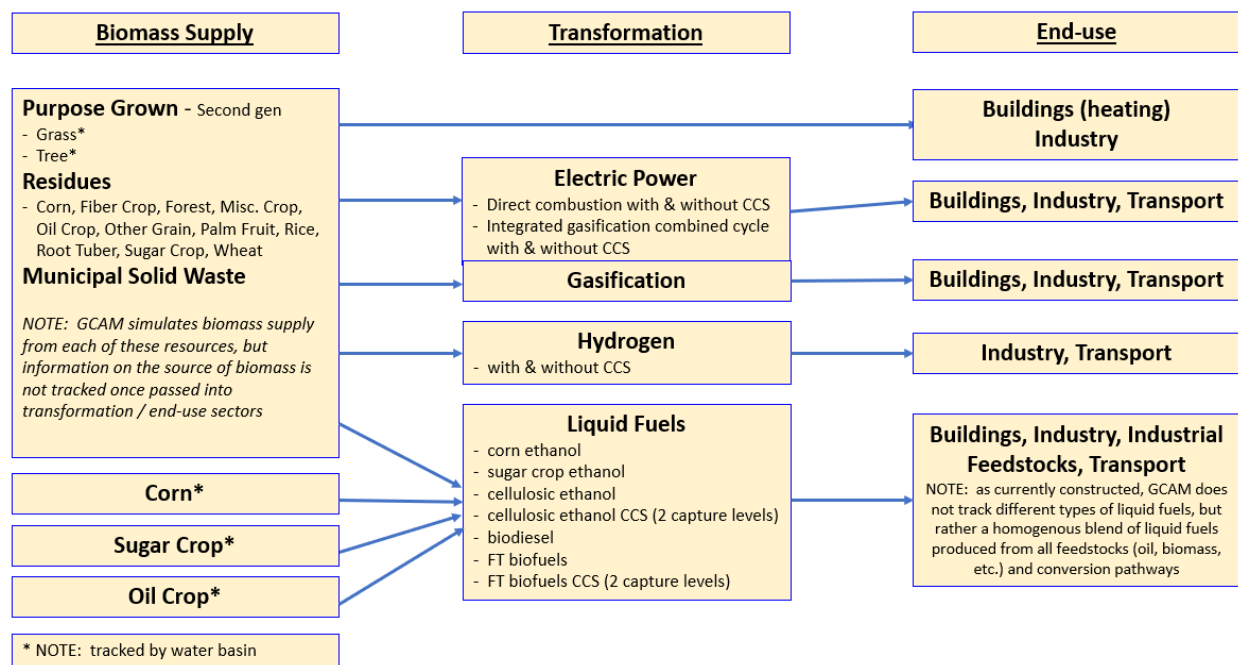 Biomass Supply
Transformation
End-use
Purpose Grown - Second gen
- Grass*
- Tree*
Residues
- Corn, Fiber Crop, Forest, Misc. Crop,
Oil Crop, Other Grain, Palm Fruit, Rice,
Root Tuber, Sugar Crop, Wheat
Municipal Solid Waste
NOTE: GCAM simulates biomass supply
from each of these resources, but
information on the source of biomass is
not tracked once passed into
transformation / end-use sectors
Corn*
Sugar Crop*
Oil Crop*
* NOTE: tracked by water basin
Electric Power
- Direct combustion with & without CCS
- Integrated gasification combined cycle
with & without CCS
Gasification
Hydrogen
- with & without CCS
Liquid Fuels
- corn ethanol
- sugar crop ethanol
- cellulosic ethanol
- cellulosic ethanol CCS (2 capture levels)
- biodiesel
- FT biofuels
- FT biofuels CCS (2 capture levels)
Buildings (heating)
Industry
Buildings, Industry, Transport
Buildings, Industry, Transport
Industry, Transport
Buildings, Industry, Industrial
Feedstocks, Transport
NOTE: as currently constructed, GCAM does
not track different types of liquid fuels, but
rather a homogenous blend of liquid fuels
produced from all feedstocks (oil, biomass,
etc.) and conversion pathways